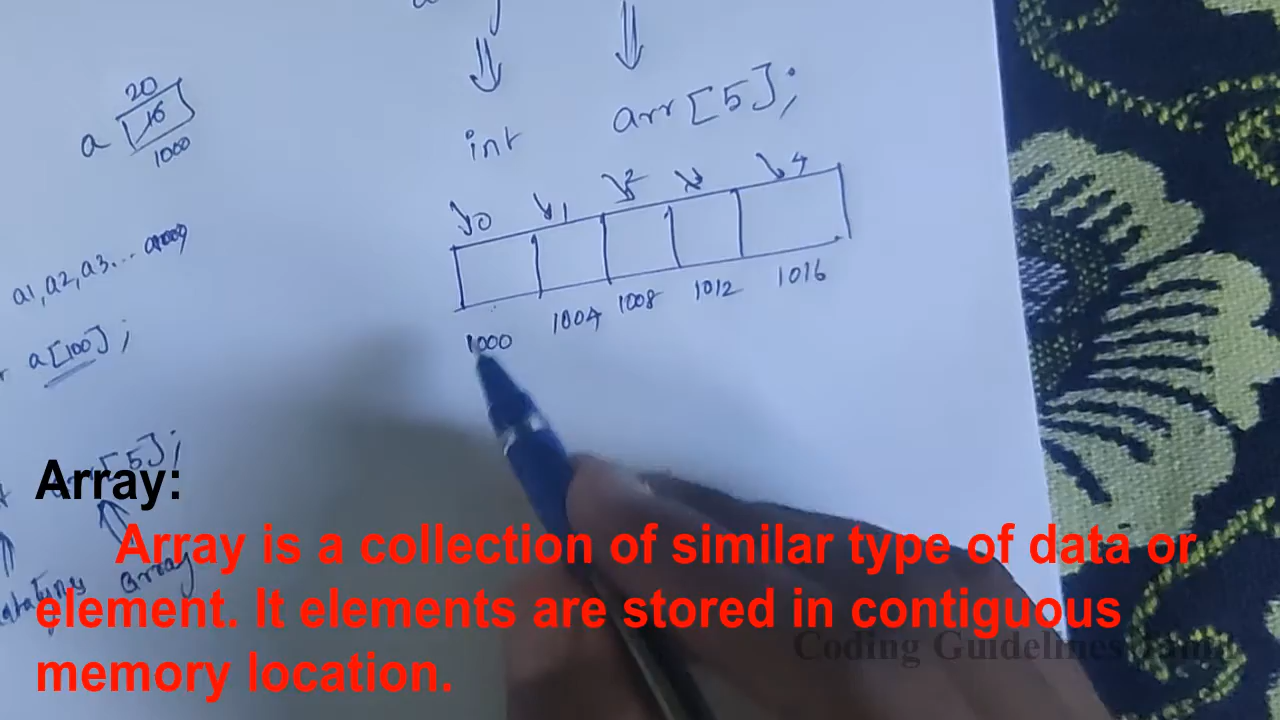 20
a 15
1000
int arr[5];
0 1 2 4
1000 1004 1008 1012 1016
a1, a2, a3...
a[100];
[5];
array
Array:
Array is a collection of similar type of data or
element. It elements are stored in contiguous
memory location.
Coding Guidelines